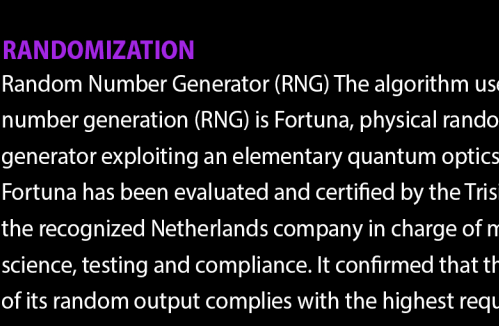 RANDOMIZATION
Random Number Generator (RNG) The algorithm
number generation (RNG) is Fortuna, physical
generator exploiting an elementary quantum optics
Fortuna has been evaluated and certified by the
the recognized Netherlands company in charge of
science, testing and compliance. It confirmed that
of its random output complies with the highest